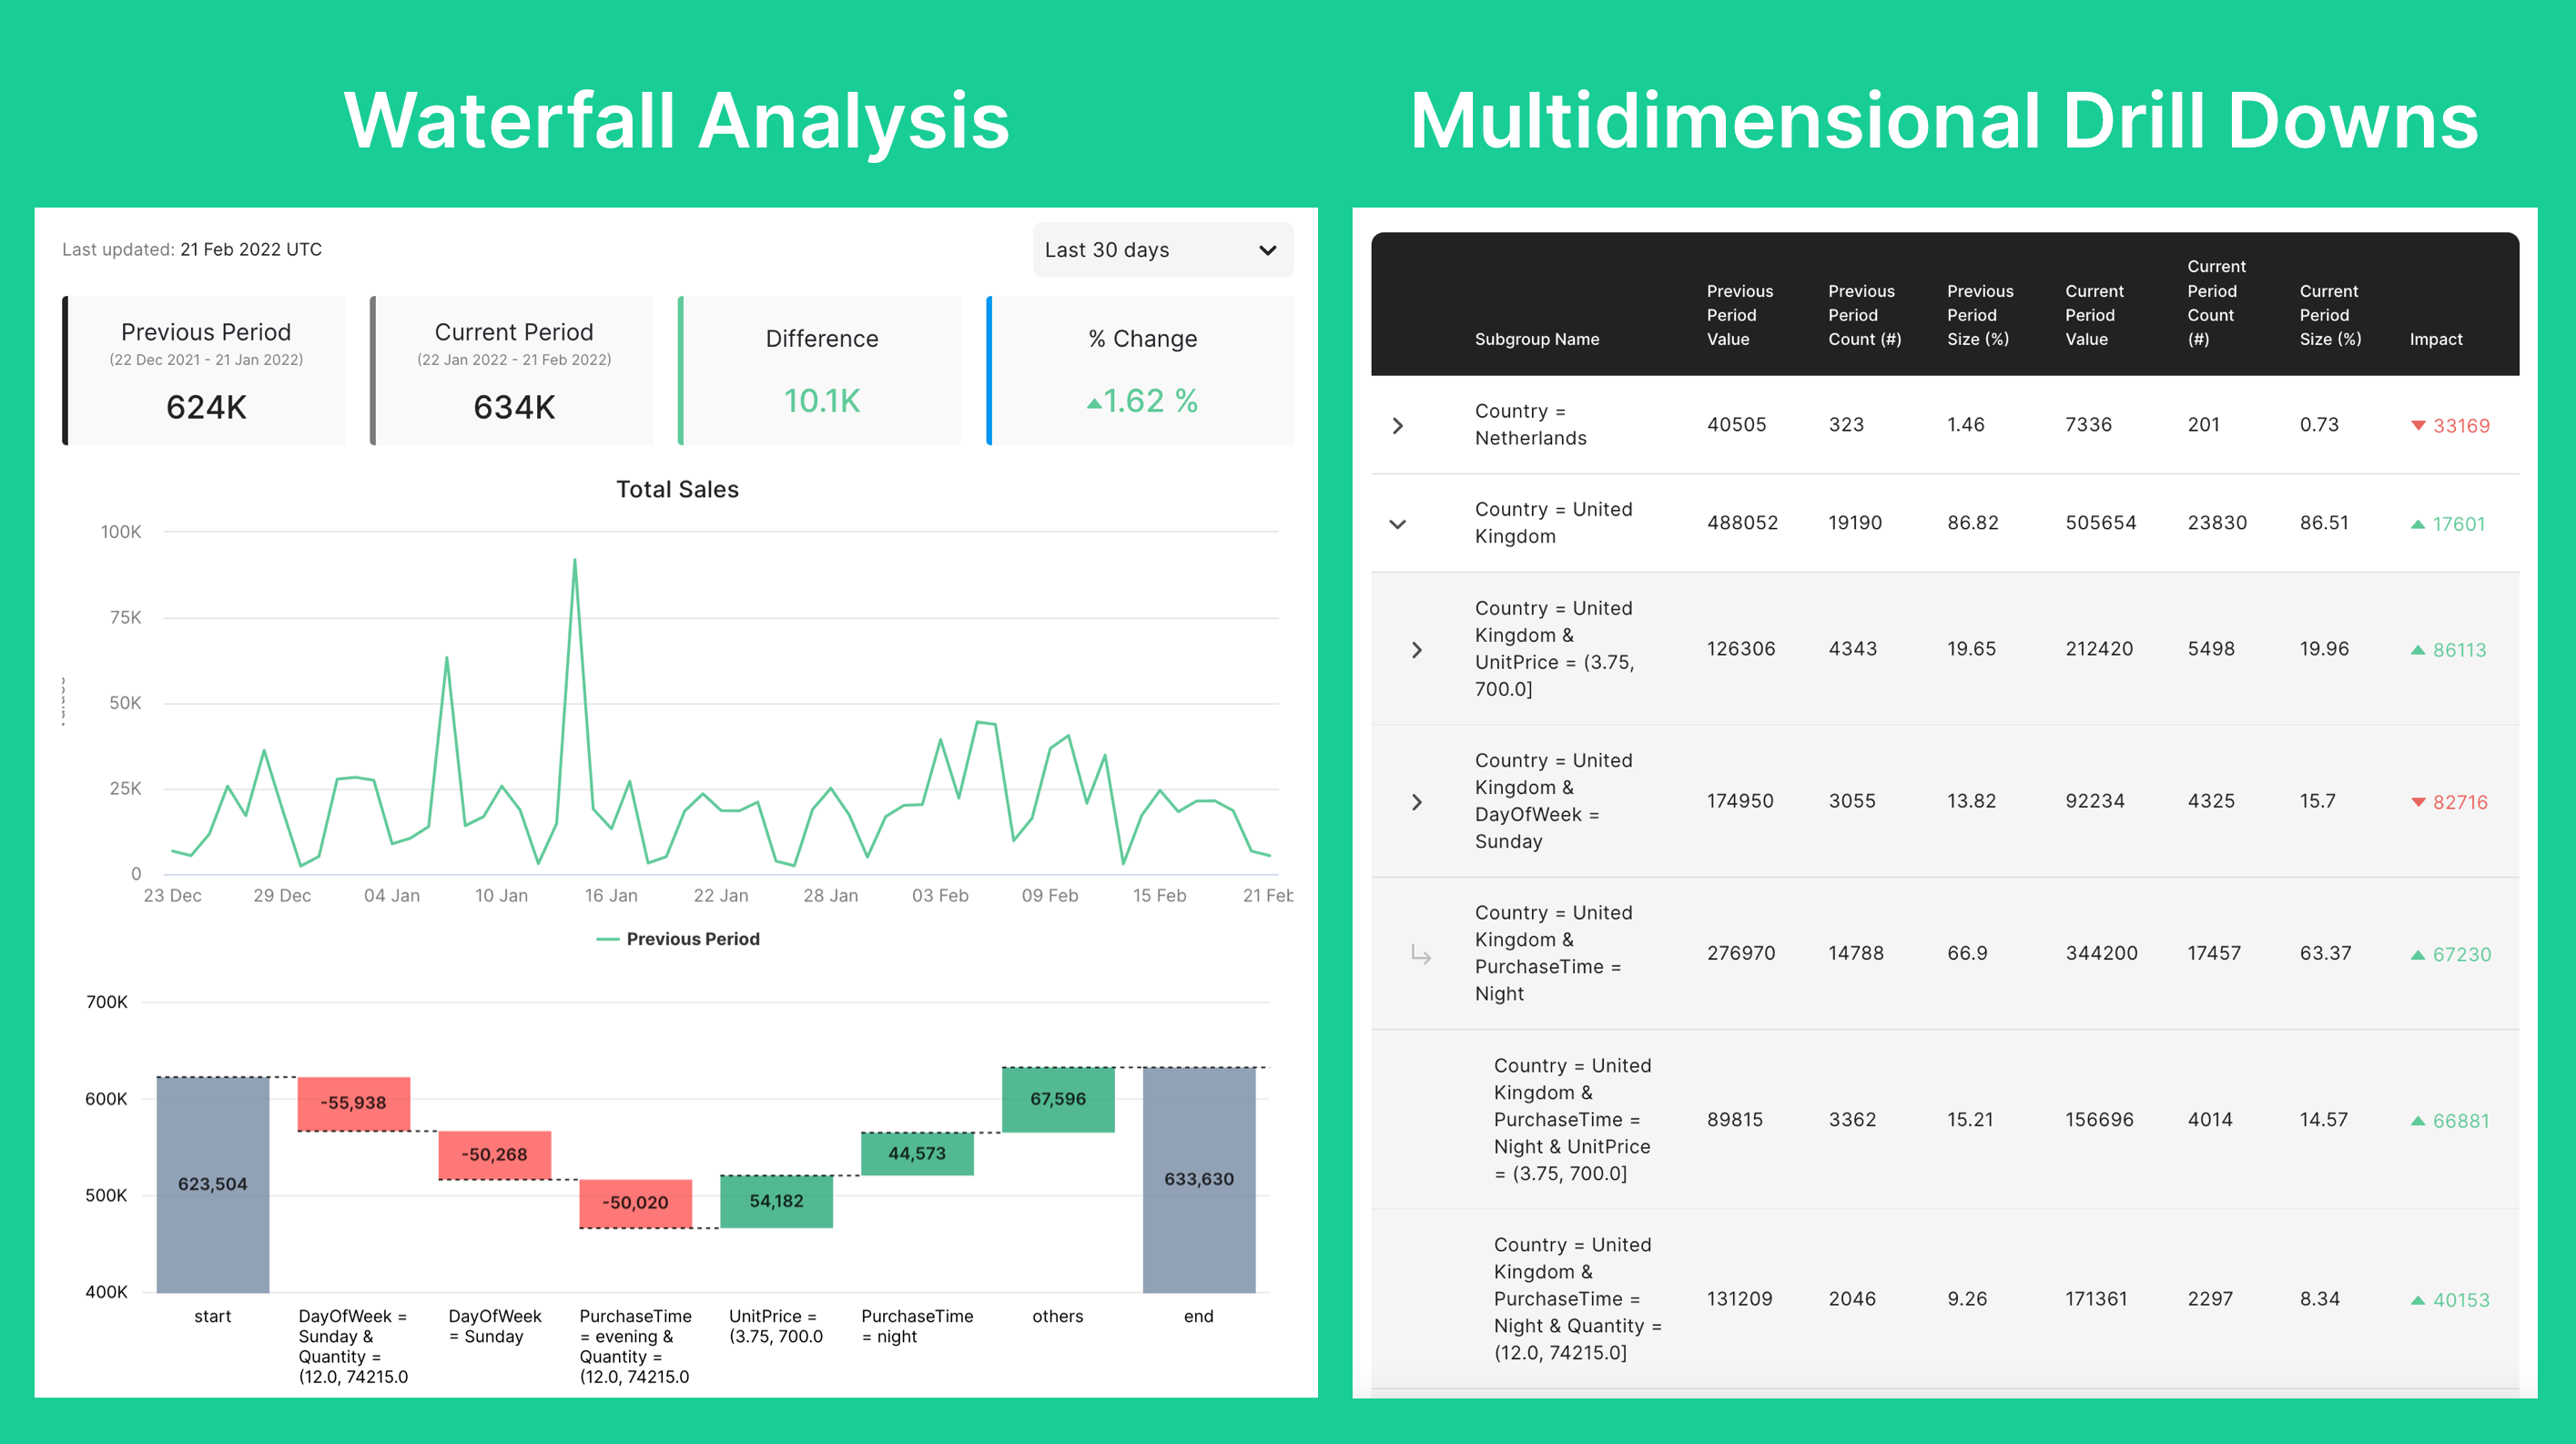 Waterfall Analysis
Multidimensional Drill Downs
Last updated: 21 Feb 2022 UTC
Last 30 days
Previous Period
(22 Dec 2021 - 21 Jan 2022)
624K
Current Period
(22 Jan 2022 - 21 Feb 2022)
634K
Difference
10.1K
% Change
▲1.62 %
Total Sales
100K
75K
50K
25K
0
23 Dec 29 Dec 04 Jan 10 Jan 16 Jan 22 Jan 28 Jan 03 Feb 09 Feb 15 Feb 21 Feb
Previous Period
700K
600K
500K
400K
623,504
-55,938
-50,268
-50,020
54,182
44,573
67,596
633,630
start
DayOfWeek =
Sunday &
Quantity =
(12.0, 74215.0
DayOfWeek
= Sunday
PurchaseTime
= evening &
Quantity =
(12.0, 74215.0
UnitPrice =
(3.75, 700.0
PurchaseTime
= night
others
end
Subgroup Name
Previous
Period
Value
Previous
Period
Count (#)
Previous
Period
Size (%)
Current
Period
Value
Current
Period
Count
(#)
Current
Period
Size (%)
Impact
Country =
Netherlands
40505 323 1.46 7336 201 0.73 ▼ 33169
Country = United
Kingdom
488052 19190 86.82 505654 23830 86.51 ▲ 17601
Country = United
Kingdom &
UnitPrice = (3.75,
700.0]
126306 4343 19.65 212420 5498 19.96 ▲ 86113
Country = United
Kingdom &
DayOfWeek =
Sunday
174950 3055 13.82 92234 4325 15.7 ▼ 82716
Country = United
Kingdom &
PurchaseTime =
Night
276970 14788 66.9 344200 17457 63.37 ▲ 67230
Country = United
Kingdom &
PurchaseTime =
Night & UnitPrice
= (3.75, 700.0]
89815 3362 15.21 156696 4014 14.57 ▲ 66881
Country = United
Kingdom &
PurchaseTime =
Night & Quantity =
(12.0, 74215.0]
131209 2046 9.26 171361 2297 8.34 ▲ 40153